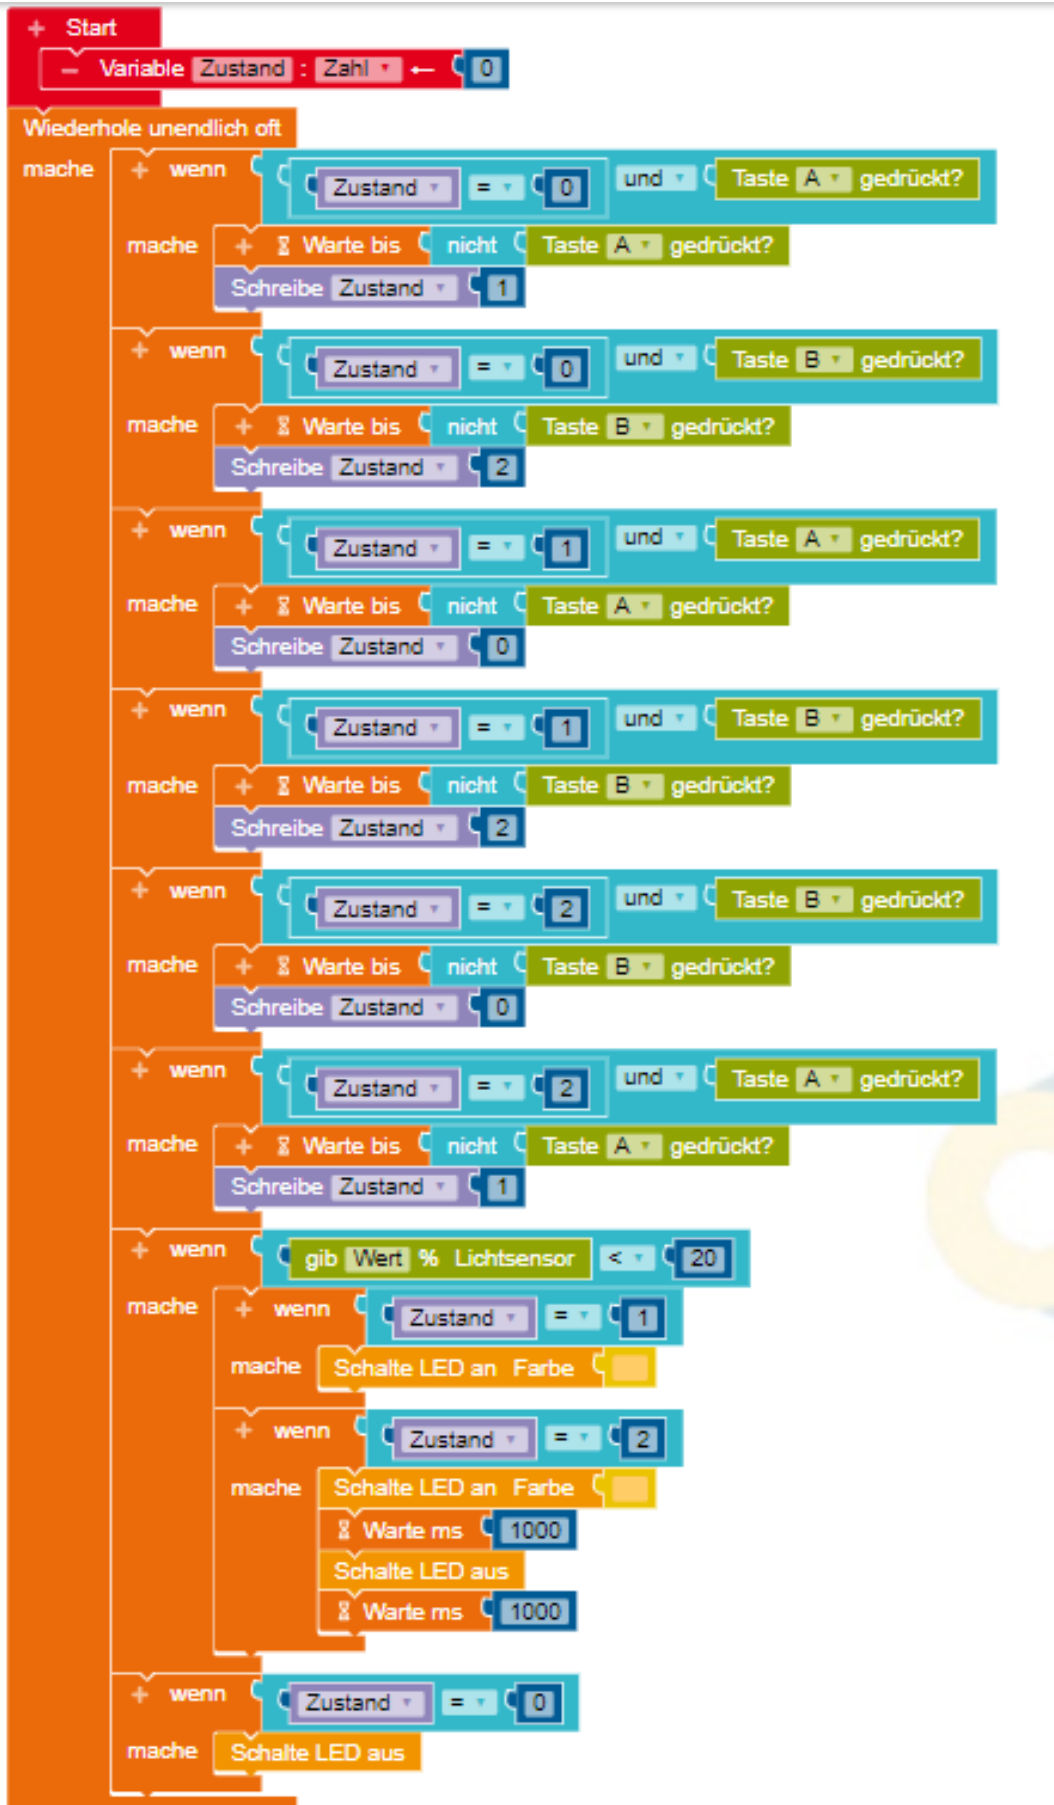 + Start
– Variable Zustand : Zahl ← 0
Wiederhole unendlich oft
mache + wenn Zustand = 0 und Taste A gedrückt?
mache + Warte bis nicht Taste A gedrückt?
Schreibe Zustand 1
+ wenn Zustand = 0 und Taste B gedrückt?
mache + Warte bis nicht Taste B gedrückt?
Schreibe Zustand 2
+ wenn Zustand = 1 und Taste A gedrückt?
mache + Warte bis nicht Taste A gedrückt?
Schreibe Zustand 0
+ wenn Zustand = 1 und Taste B gedrückt?
mache + Warte bis nicht Taste B gedrückt?
Schreibe Zustand 2
+ wenn Zustand = 2 und Taste B gedrückt?
mache + Warte bis nicht Taste B gedrückt?
Schreibe Zustand 0
+ wenn Zustand = 2 und Taste A gedrückt?
mache + Warte bis nicht Taste A gedrückt?
Schreibe Zustand 1
+ wenn gib Wert % Lichtsensor < 20
mache + wenn Zustand = 1
mache Schalte LED an Farbe
+ wenn Zustand = 2
mache Schalte LED an Farbe
Warte ms 1000
Schalte LED aus
Warte ms 1000
+ wenn Zustand = 0
mache Schalte LED aus